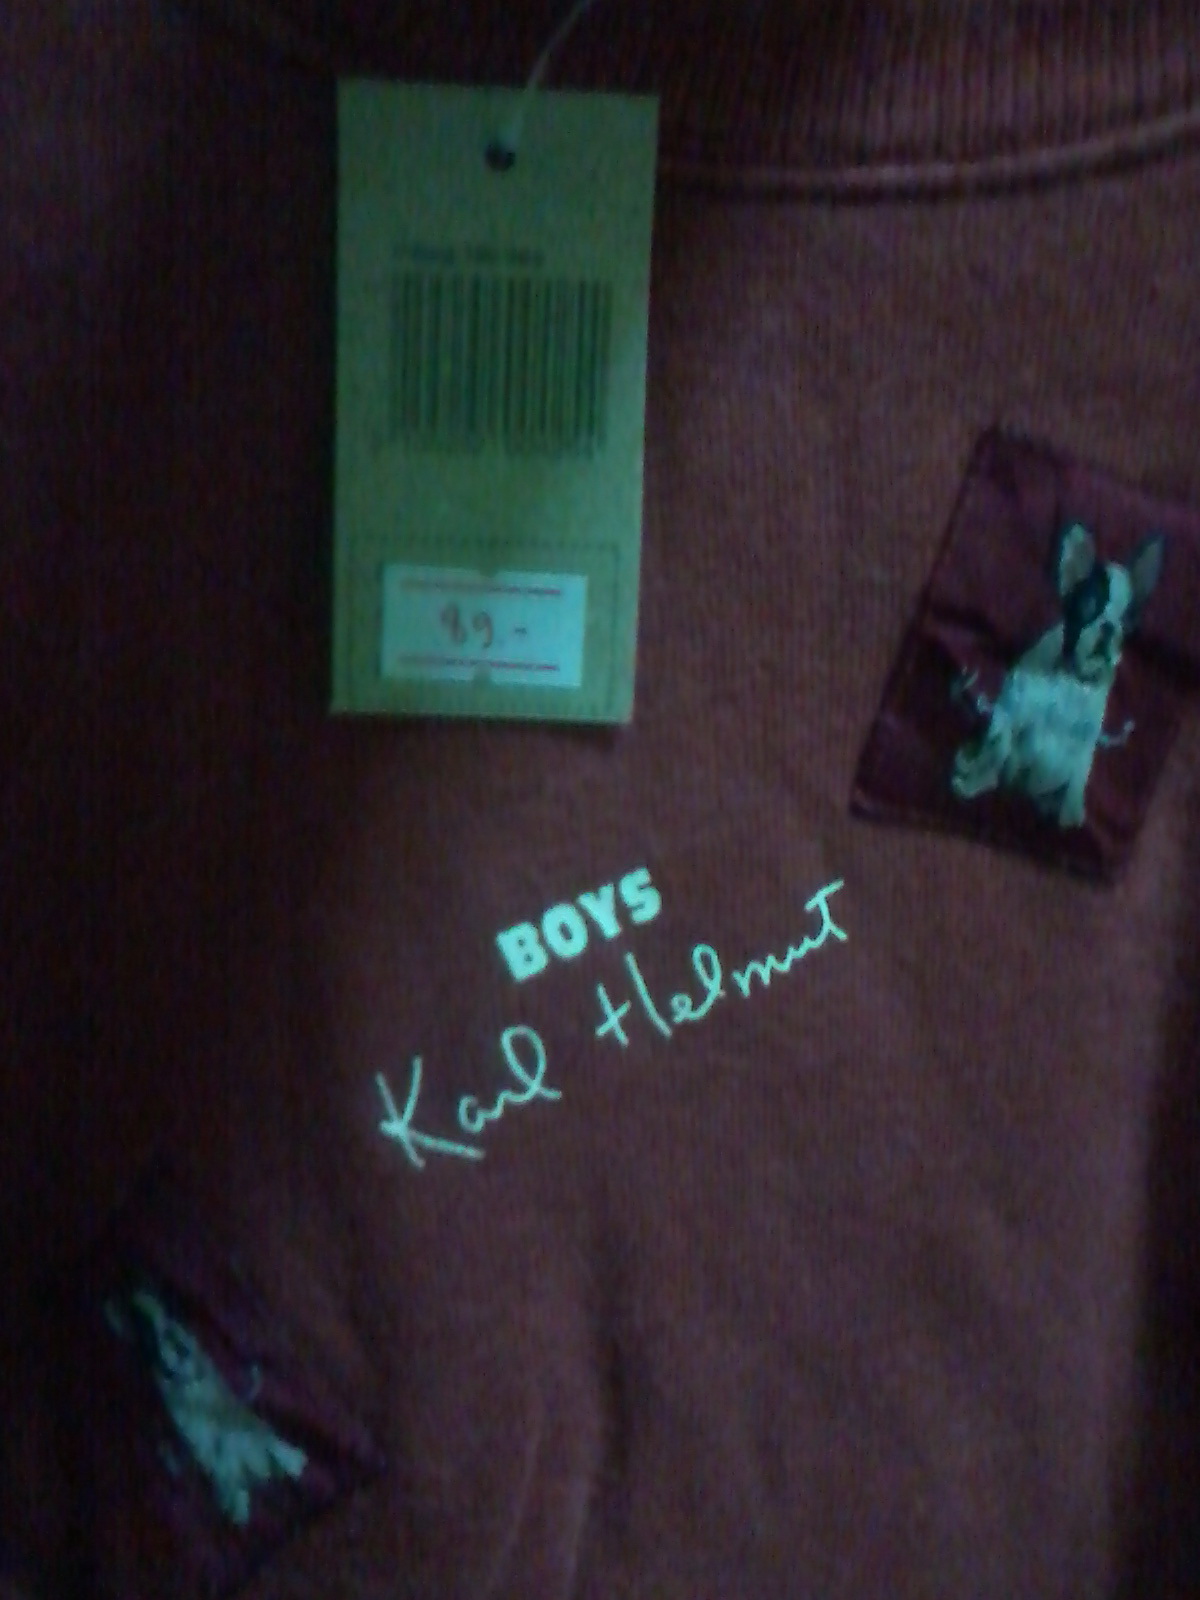 89.-
BOYS
Karl Helmut